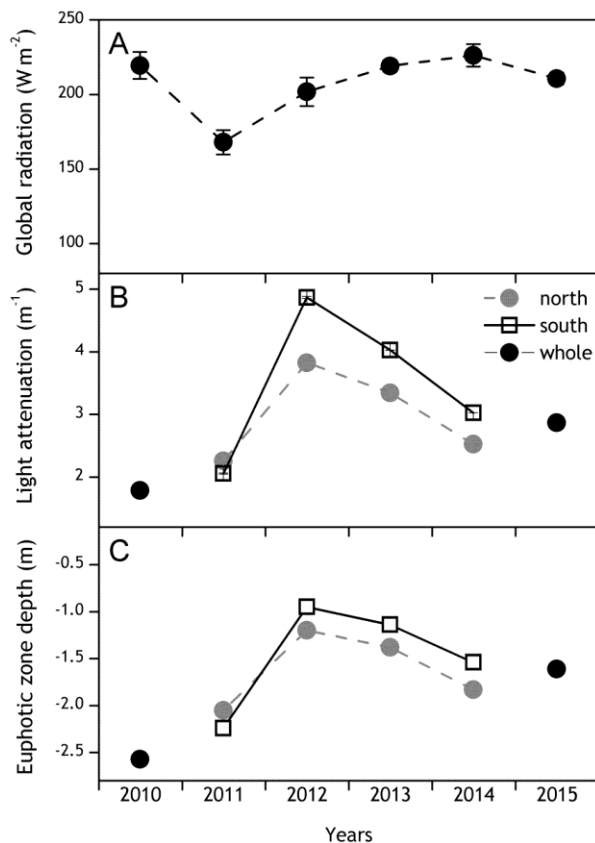 A
Global radiation (W m⁻²)
250
200
150
100
B
Light attenuation (m⁻¹)
5
4
3
2
north
south
whole
C
Euphotic zone depth (m)
-0.5
-1.0
-1.5
-2.0
-2.5
2010 2011 2012 2013 2014 2015
Years